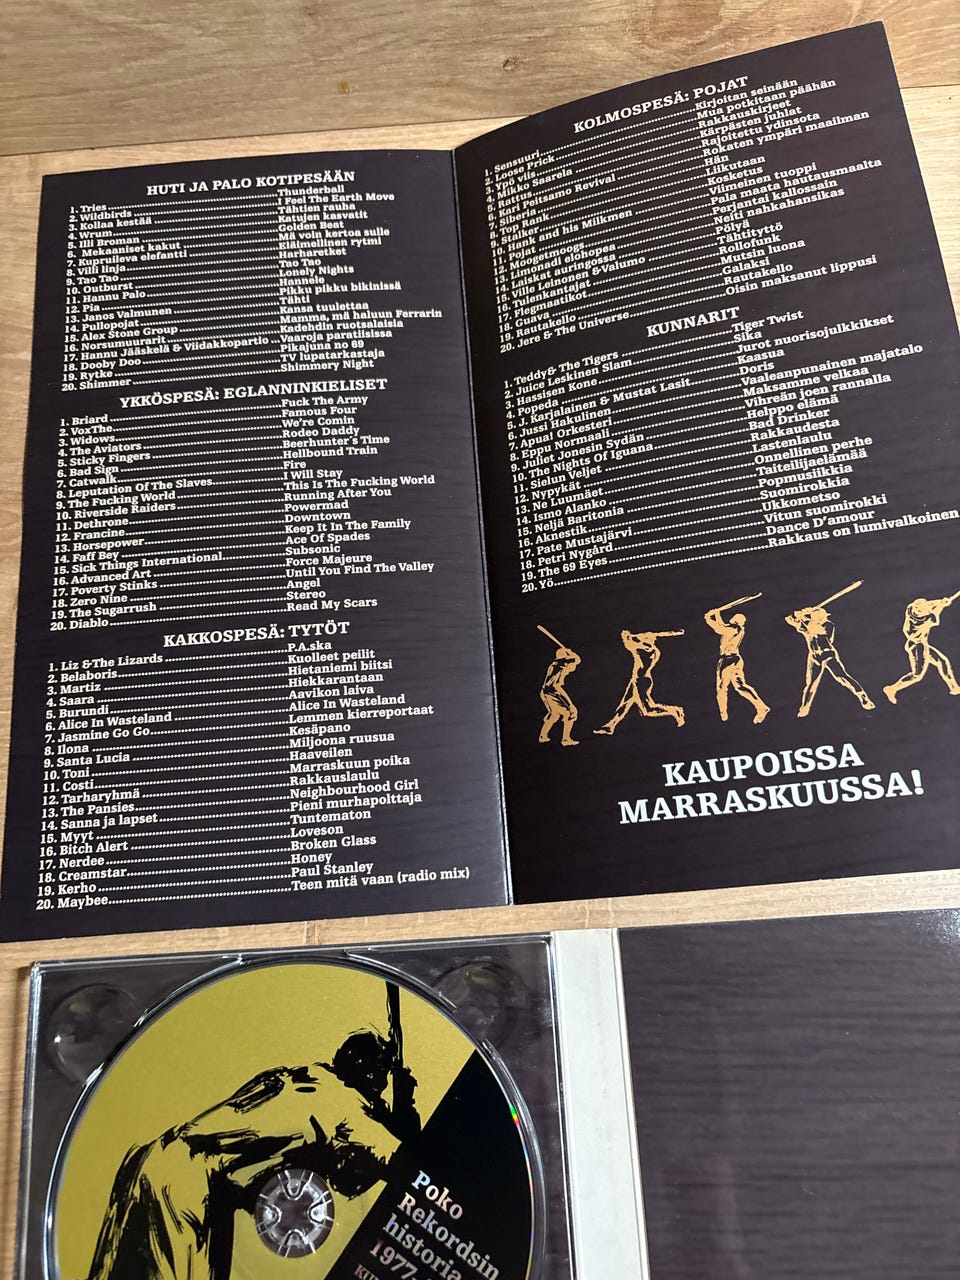 HUTI JA PALO KOTIPESÄÄN
1. Tries Thunderball
2. Wildbirds I Feel The Earth Move
3. Kollaa kestää Tähtien rauha
4. Wrum Katujen kasvatit
5. Illi Broman Golden Beat
6. Mekaaniset kakut Mä voin kertoa sulle
7. Kupruileva elefantti Eläimellinen rytmi
8. Villi linja Harharetket
9. Tao Tao Tao Tao
10. Outburst Lonely Nights
11. Hannu Palo Hannele
12. Pia Pikku pikku bikinissä
13. Janos Valmunen Tähti
14. Pullopojat Kansa tuulettaa
15. Alex Stone Group Mamma, mä haluun Ferrarin
16. Norsumuurarit Kadehdin ruotsalaisia
17. Hannu Jääskelä & Viidakkopartio Vaaroja paratiisissa
18. Dooby Doo Pikajuna no 69
19. Rytke TV lupatarkastaja
20. Shimmer Shimmery Night
YKKÖSPESÄ: EGLANNINKIELISET
1. Briard Fuck The Army
2. VoxThe Famous Four
3. Widows We're Comin
4. The Aviators Rodeo Daddy
5. Sticky Fingers Beerhunter's Time
6. Bad Sign Hellbound Train
7. Catwalk Fire
8. Leputation Of The Slaves I Will Stay
9. The Fucking World This Is The Fucking World
10. Riverside Raiders Running After You
11. Dethrone Powermad
12. Francine Downtown
13. Horsepower Keep It In The Family
14. Faff Bey Ace Of Spades
15. Sick Things International Subsonic
16. Advanced Art Force Majeure
17. Poverty Stinks Until You Find The Valley
18. Zero Nine Angel
19. The Sugarrush Stereo
20. Diablo Read My Scars
KAKKOSPESÄ: TYTÖT
1. Liz &The Lizards P.A.ska
2. Belaboris Kuolleet peilit
3. Martiz Hietaniemi biitsi
4. Saara Hiekkarantaan
5. Burundi Aavikon laiva
6. Alice In Wasteland Alice In Wasteland
7. Jasmine Go Go Lemmen kierreportaat
8. Ilona Kesäpano
9. Santa Lucia Miljoona ruusua
10. Toni Haaveilen
11. Costi Marraskuun poika
12. Tarharyhmä Rakkauslaulu
13. The Pansies Neighbourhood Girl
14. Sanna ja lapset Pieni murhapolttaja
15. Myyt Tuntematon
16. Bitch Alert Loveson
17. Nerdee Broken Glass
18. Creamstar Honey
19. Kerho Paul Stanley
20. Maybee Teen mitä vaan (radio mix)
KOLMOSPESÄ: POJAT
1. Sensuuri Kirjoitan seinään
2. Loose Prick Mua potkitaan päähän
3. Ypö viis Rakkauskirjeet
4. Mikko Saarela Kärpästen juhlat
5. Rajoitettu ydinsota
6. Kari Peitsamo Revival Rokaten ympäri maailman
7. Hän
8. Top Rank Liikutaan
9. Stalker Kosketus
10. Stank and his Milkmen Viimeinen tuoppi
11. Pojat Pala paata hautausmaalta
12. Moogetmoogs Perjantai kallossain
13. Limonadi elohopea Neiti nahkahansikas
14. Laiset auringossa Pölyä
15. Ville Leinonen & Valumo Tähtityttö
16. Tulenkantajat Rollofunk
17. Flegmaatikot Mutsin luona
18. Guava Galaksi
19. Rautakello Rautakello
20. Jere & The Universe Oisin maksanut lippusi
KUNNARIT
1. Teddy& The Tigers Tiger Twist
2. Juice Leskinen Slam Sika
3. Hassisen Kone Jurot nuorisojulkkikset
4. Popeda Kaasua
5. J. Karjalainen & Mustat Lasit Doris
6. Jussi Hakulinen Vaaleanpunainen majatalo
7. Apua! Orkesteri Maksamme velkaa
8. Eppu Normaali Vihreän joen rannalla
9. Juliet Jonesin Sydän Helppo elämä
10. The Nights Of Iguana Bad Drinker
11. Sielun Veljet Rakkaudesta
12. Nypykät Lastenlaulu
13. Ne Luumäet Onnellinen perhe
14. Ismo Alanko Taiteilijaelämää
15. Neljä Baritonia Popmusiikkia
16. Aknestik Suomirokkia
17. Pate Mustajärvi Ukkometso
18. Petri Nygård Vitun suomirokki
19. The 69 Eyes Dance D'amour
20. Yö Rakkaus on lumivalkoinen
KAUPOISSA
MARRASKUUSSA!
Poko
Rekordsin
historia
1977-